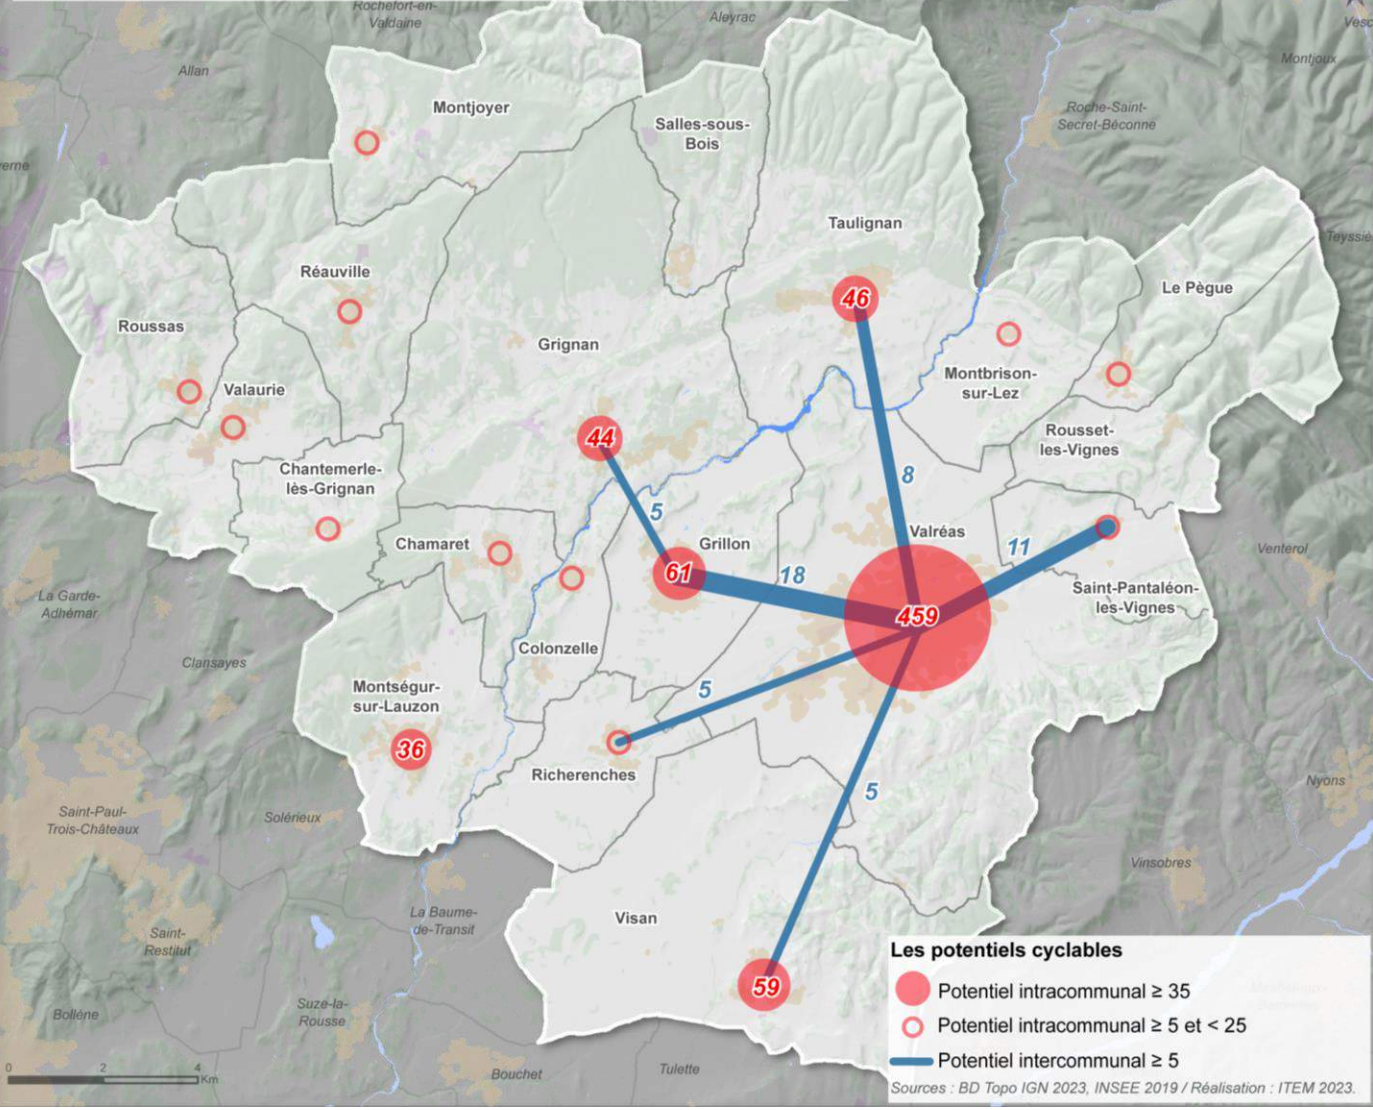 Rochefort-en-
Valdaine
Aleyrac
Allan
Montjoux
Montjoyer
Salles-sous-
Bois
Roche-Saint-
Secret-Béconne
Taulignan
Réauville
Le Pègue
46
Roussas
Grignan
Valaurie
Montbrison-
sur-Lez
44
Rousset-
les-Vignes
Chantemerle-
lès-Grignan
8
5
Valréas
Chamaret
Grillon
11
Venterol
61
18
Saint-Pantaléon-
les-Vignes
La Garde-
Adhémar
459
Colonzelle
Clansayes
Montségur-
sur-Lauzon
5
36
Richerenches
Nyons
5
Saint-Paul-
Trois-Châteaux
Solérieux
Vinsobres
La Baume-
de-Transit
Visan
Saint-
Restitut
59
Suze-la-
Rousse
Bollène
Bouchet
Tulette
0 2 4
Km
Les potentiels cyclables
Potentiel intracommunal ≥ 35
Potentiel intracommunal ≥ 5 et < 25
Potentiel intercommunal ≥ 5
Sources : BD Topo IGN 2023, INSEE 2019 / Réalisation : ITEM 2023.